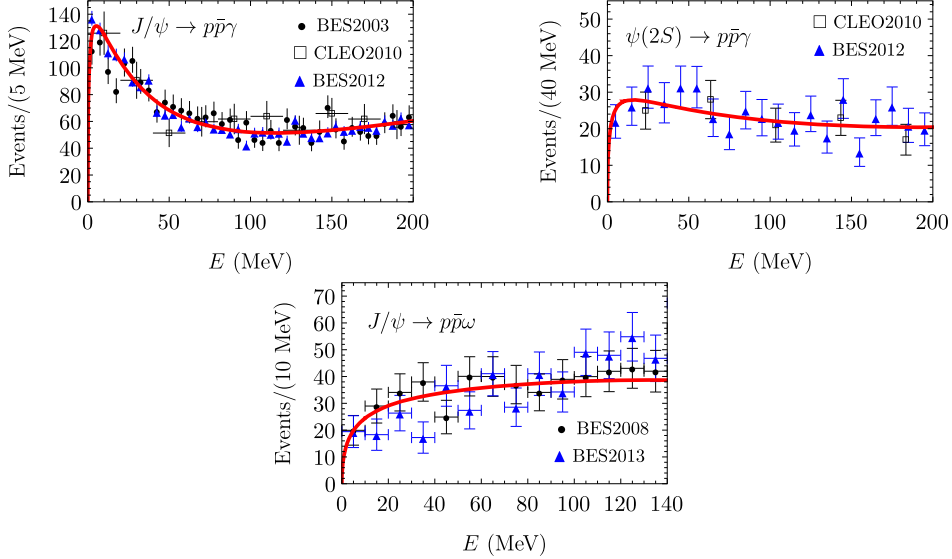 J/ψ → pp̄γ
BES2003
CLEO2010
BES2012
Events/(5 MeV)
140
120
100
80
60
40
20
0
0 50 100 150 200
E (MeV)
ψ(2S) → pp̄γ
CLEO2010
BES2012
Events/(40 MeV)
50
40
30
20
10
0
0 50 100 150 200
E (MeV)
J/ψ → pp̄ω
BES2008
BES2013
Events/(10 MeV)
70
60
50
40
30
20
10
0
0 20 40 60 80 100 120 140
E (MeV)